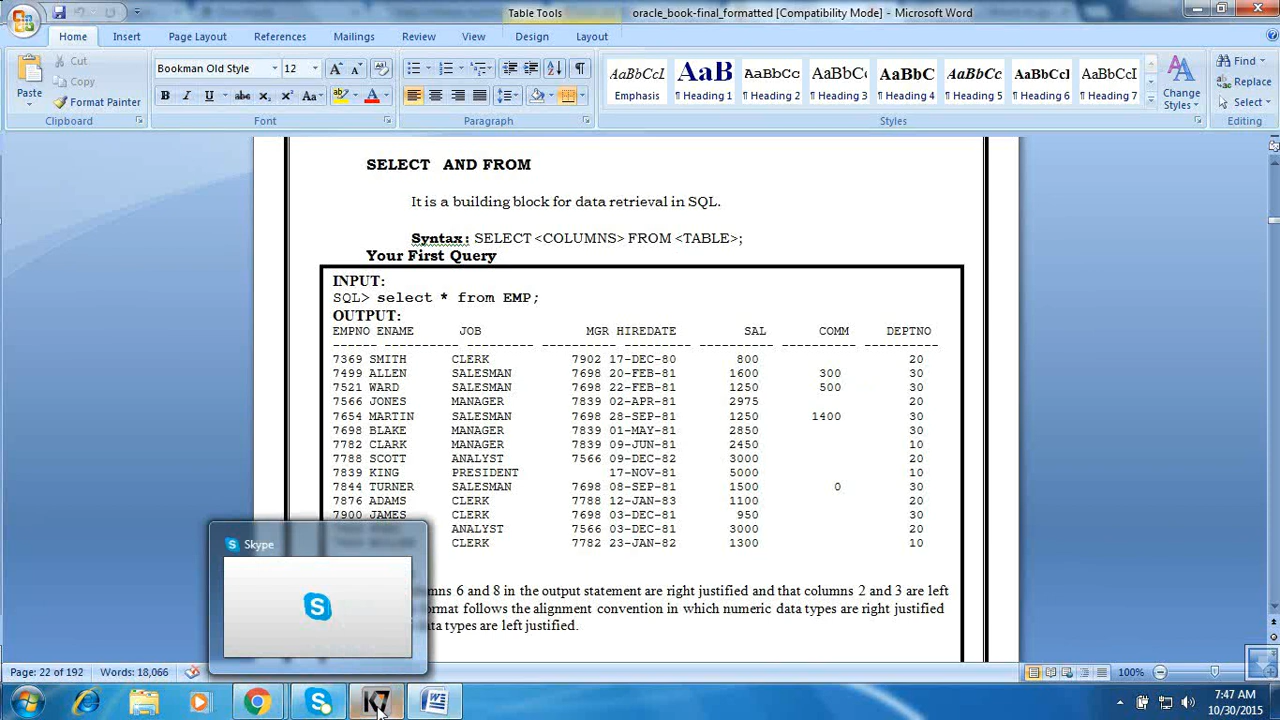 Table Tools
oracle_book-final_formatted [Compatibility Mode] - Microsoft Word
Home Insert Page Layout References Mailings Review View Design Layout
Paste
Cut
Copy
Format Painter
Clipboard
Bookman Old Style 12
Font
Paragraph
AaBbCcI AaB AaBbCc AaBbCcI AaBbCc AaBbCc AaBbCcI AaBbCcI
Emphasis ¶ Heading 1 ¶ Heading 2 ¶ Heading 3 ¶ Heading 4 ¶ Heading 5 ¶ Heading 6 ¶ Heading 7
Change Styles
Styles
Find
Replace
Select
Editing
SELECT AND FROM
It is a building block for data retrieval in SQL.
Syntax: SELECT <COLUMNS> FROM <TABLE>;
Your First Query
INPUT:
SQL> select * from EMP;
OUTPUT:
EMPNO ENAME JOB MGR HIREDATE SAL COMM DEPTNO
------ ---------- --------- ---------- --------- ---------- ---------- ----------
7369 SMITH CLERK 7902 17-DEC-80 800 20
7499 ALLEN SALESMAN 7698 20-FEB-81 1600 300 30
7521 WARD SALESMAN 7698 22-FEB-81 1250 500 30
7566 JONES MANAGER 7839 02-APR-81 2975 20
7654 MARTIN SALESMAN 7698 28-SEP-81 1250 1400 30
7698 BLAKE MANAGER 7839 01-MAY-81 2850 30
7782 CLARK MANAGER 7839 09-JUN-81 2450 10
7788 SCOTT ANALYST 7566 09-DEC-82 3000 20
7839 KING PRESIDENT 17-NOV-81 5000 10
7844 TURNER SALESMAN 7698 08-SEP-81 1500 0 30
7876 ADAMS CLERK 7788 12-JAN-83 1100 20
7900 JAMES CLERK 7698 03-DEC-81 950 30
ANALYST 7566 03-DEC-81 3000 20
CLERK 7782 23-JAN-82 1300 10
mns 6 and 8 in the output statement are right justified and that columns 2 and 3 are left
ormat follows the alignment convention in which numeric data types are right justified
ata types are left justified.
Skype
Page: 22 of 192 Words: 18,066 100%
K7
7:47 AM
10/30/2015